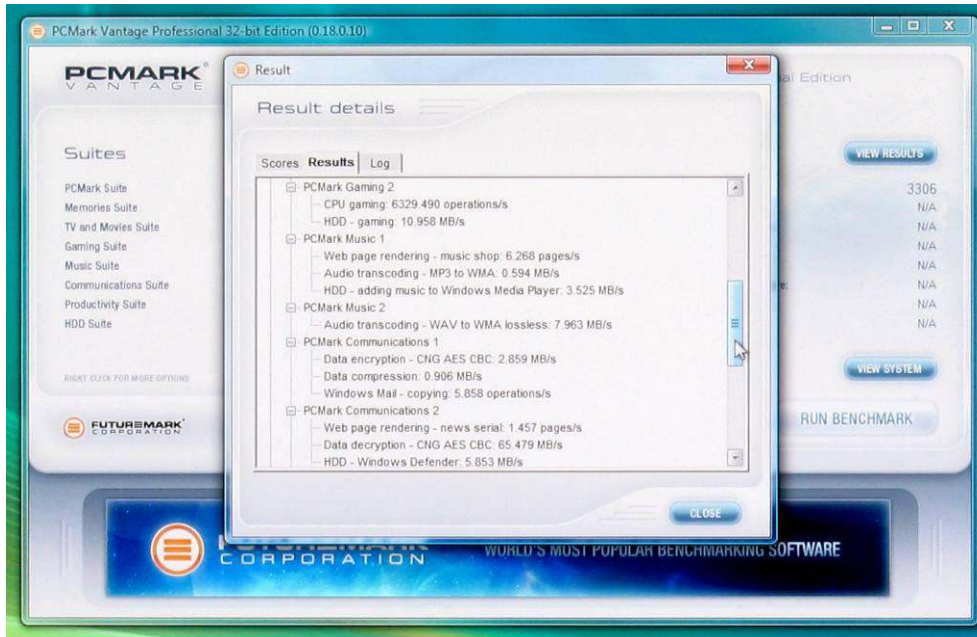 PCMark Vantage Professional 32-bit Edition (0.18.0.10)
PCMARK
VANTAGE
al Edition
Suites
VIEW RESULTS
PCMark Suite
3306
Memories Suite
N/A
TV and Movies Suite
N/A
Gaming Suite
N/A
Music Suite
N/A
Communications Suite
N/A
Productivity Suite
N/A
HDD Suite
N/A
RIGHT CLICK FOR MORE OPTIONS
VIEW SYSTEM
FUTUREMARK
CORPORATION
RUN BENCHMARK
Result
Result details
Scores Results Log
PCMark Gaming 2
CPU gaming: 6329.490 operations/s
HDD - gaming: 10.958 MB/s
PCMark Music 1
Web page rendering - music shop: 6.268 pages/s
Audio transcoding - MP3 to WMA: 0.594 MB/s
HDD - adding music to Windows Media Player: 3.525 MB/s
PCMark Music 2
Audio transcoding - WAV to WMA lossless: 7.963 MB/s
PCMark Communications 1
Data encryption - CNG AES CBC: 2.859 MB/s
Data compression: 0.906 MB/s
Windows Mail - copying: 5.858 operations/s
PCMark Communications 2
Web page rendering - news serial: 1.457 pages/s
Data decryption - CNG AES CBC: 65.479 MB/s
HDD - Windows Defender: 5.853 MB/s
CLOSE
FUTUREMARK
CORPORATION
WORLD'S MOST POPULAR BENCHMARKING SOFTWARE